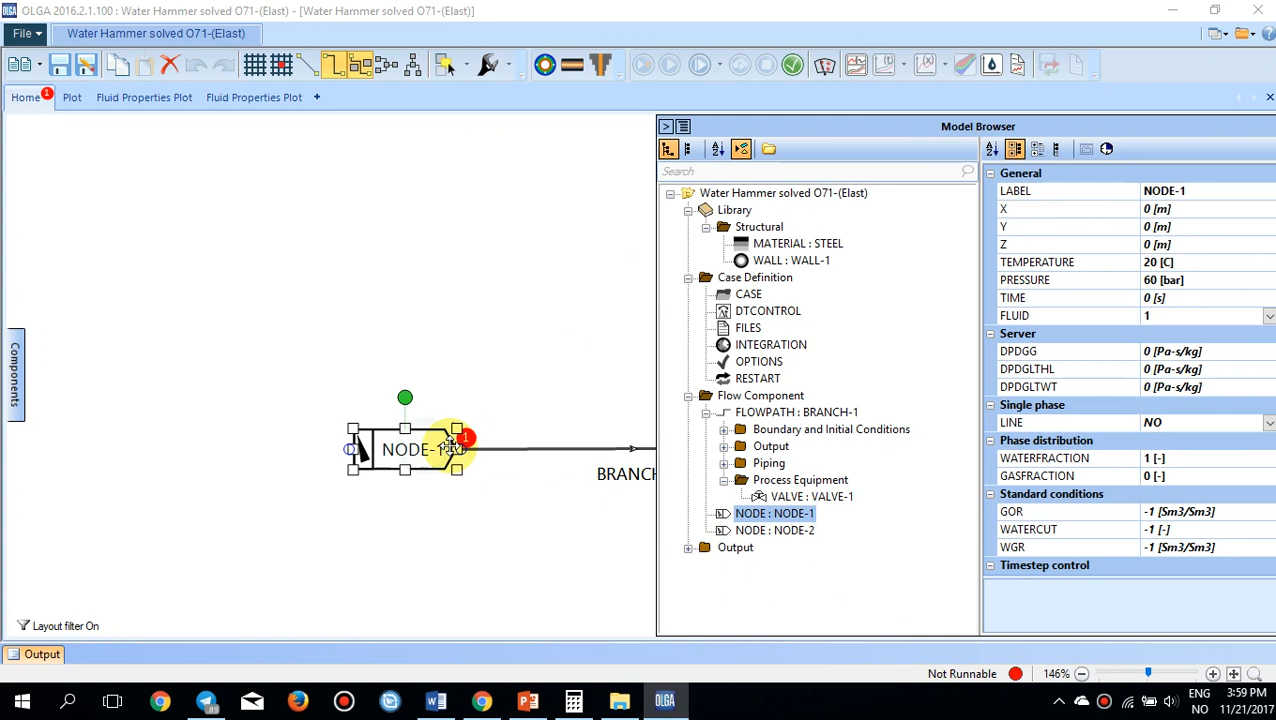 OLGA 2016.2.1.100 : Water Hammer solved O71-(Elast) - [Water Hammer solved O71-(Elast)]
File
Water Hammer solved O71-(Elast)
Home
1
Plot
Fluid Properties Plot
Fluid Properties Plot
+
Components
NODE-1
1
BRANCH
Layout filter On
Model Browser
Search
Water Hammer solved O71-(Elast)
Library
Structural
MATERIAL : STEEL
WALL : WALL-1
Case Definition
CASE
DTCONTROL
FILES
INTEGRATION
OPTIONS
RESTART
Flow Component
FLOWPATH : BRANCH-1
Boundary and Initial Conditions
Output
Piping
Process Equipment
VALVE : VALVE-1
NODE : NODE-1
NODE : NODE-2
Output
General
LABEL NODE-1
X 0 [m]
Y 0 [m]
Z 0 [m]
TEMPERATURE 20 [C]
PRESSURE 60 [bar]
TIME 0 [s]
FLUID 1
Server
DPDGG 0 [Pa-s/kg]
DPDGLTHL 0 [Pa-s/kg]
DPDGLTWT 0 [Pa-s/kg]
Single phase
LINE NO
Phase distribution
WATERFRACTION 1 [-]
GASFRACTION 0 [-]
Standard conditions
GOR -1 [Sm3/Sm3]
WATERCUT -1 [-]
WGR -1 [Sm3/Sm3]
Timestep control
Output
Not Runnable
146%
89
ENG
NO
3:59 PM
11/21/2017